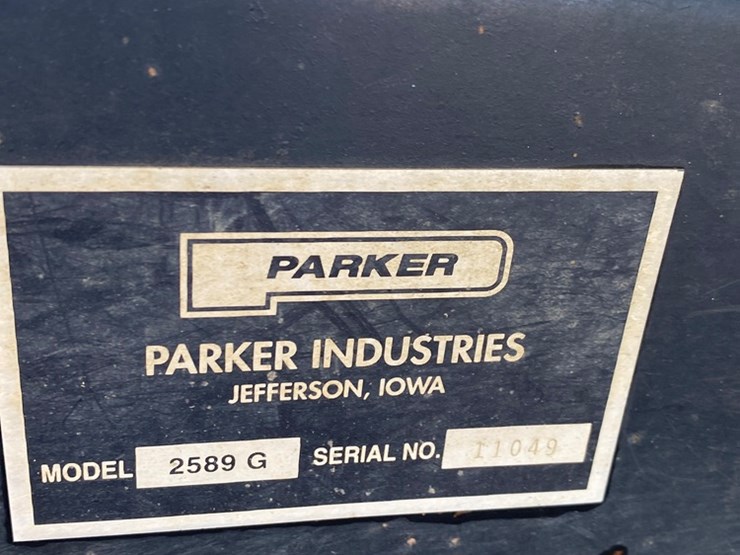 PARKER
PARKER INDUSTRIES
JEFFERSON, IOWA
MODEL 2589 G SERIAL NO. 11049